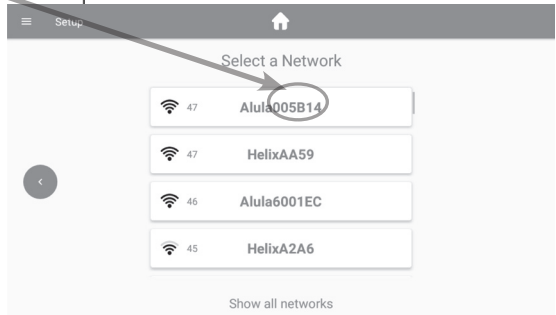 Setup
Select a Network
47 Alula005B14
47 HelixAA59
46 Alula6001EC
45 HelixA2A6
Show all networks